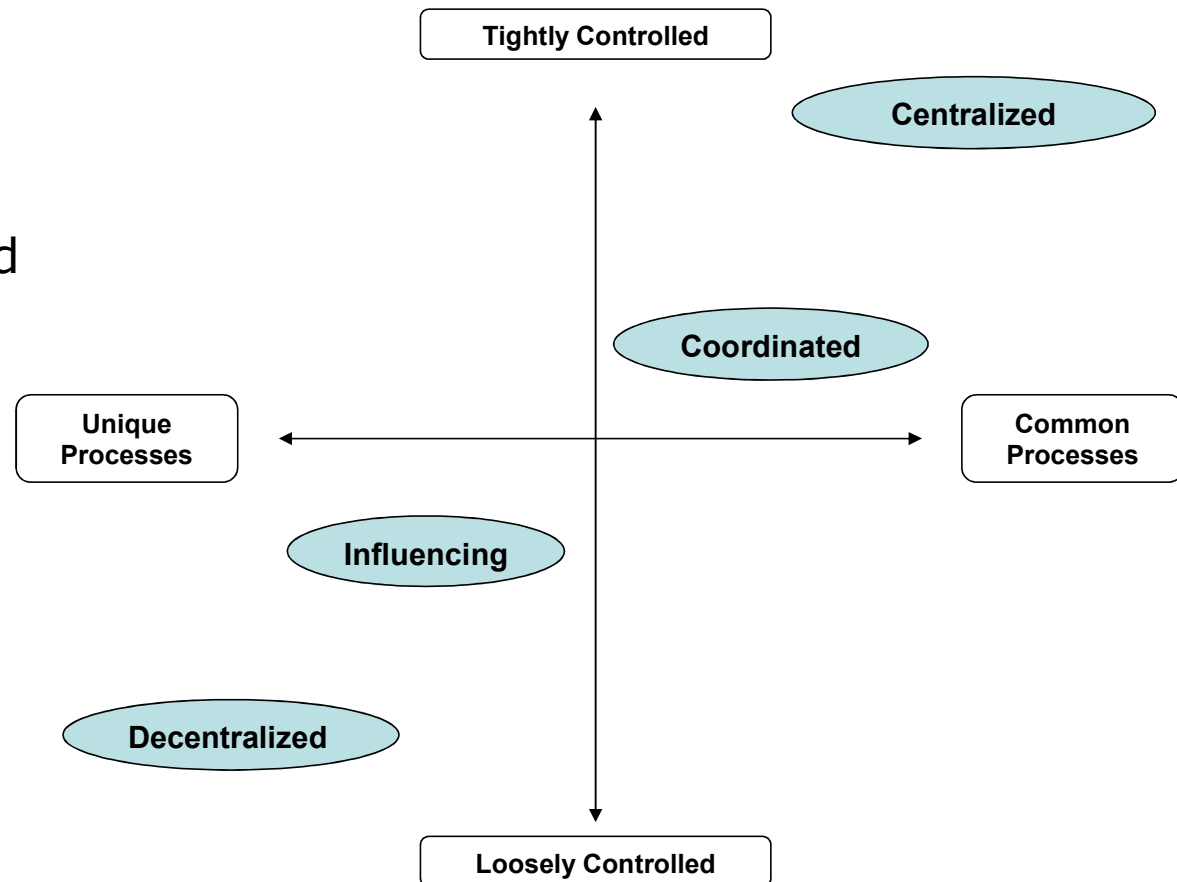 Tightly Controlled
Centralized
d
Coordinated
Unique
Processes
Common
Processes
Influencing
Decentralized
Loosely Controlled